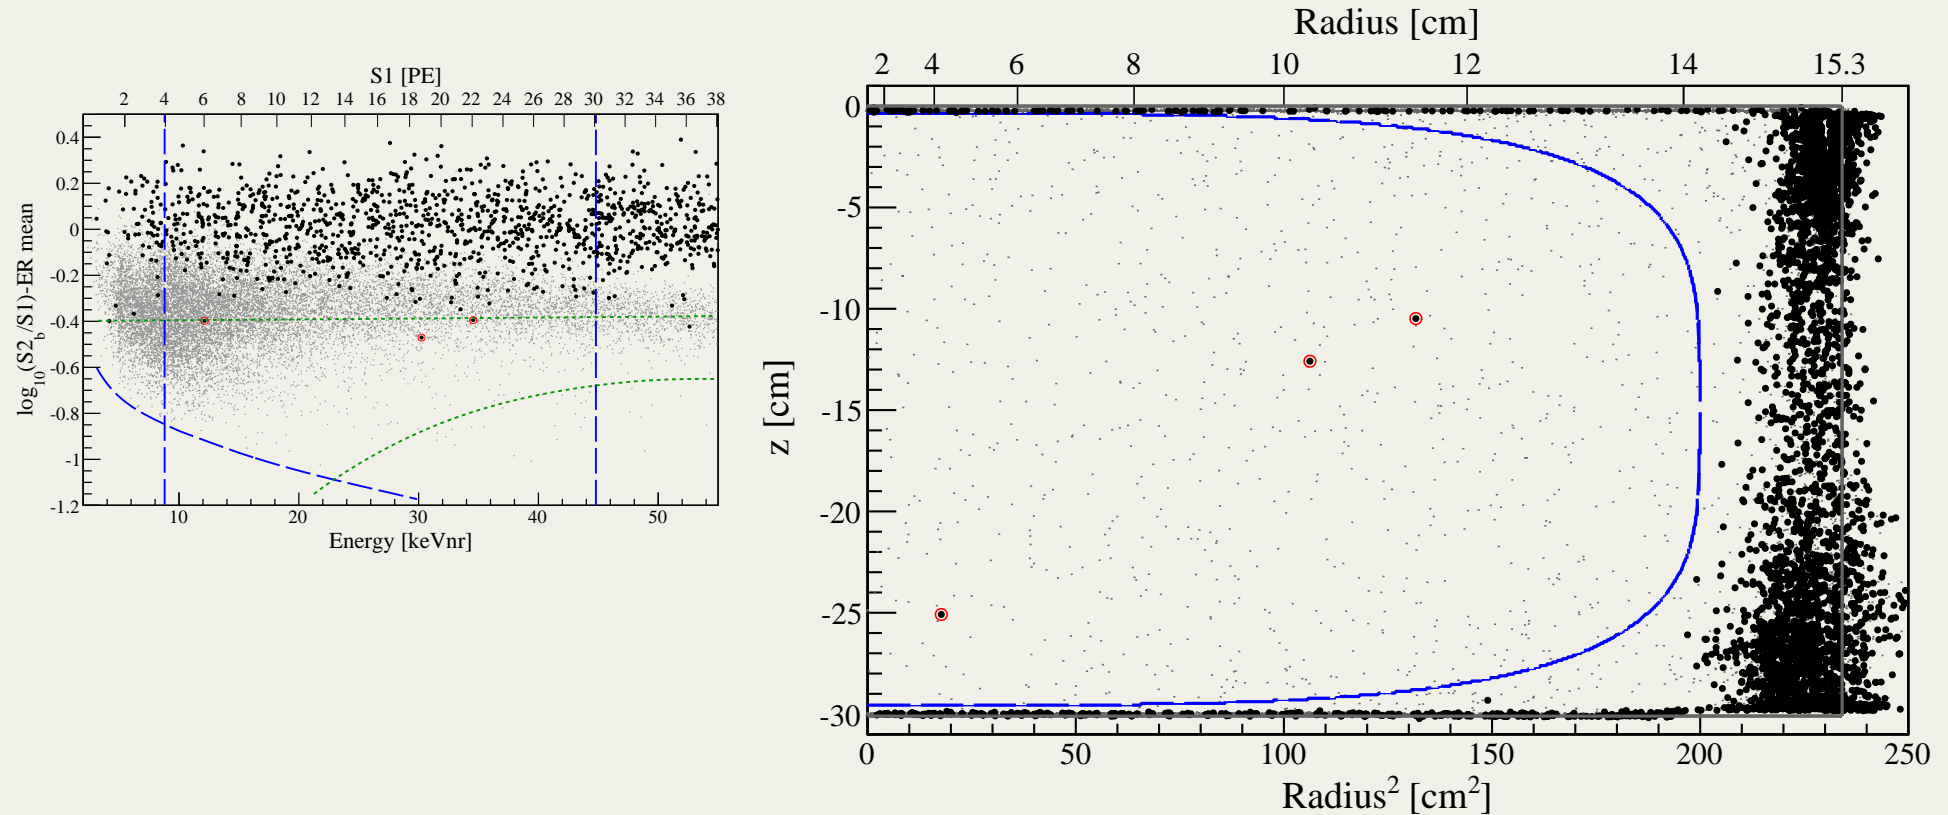 S1 [PE]
2 4 6 8 10 12 14 16 18 20 22 24 26 28 30 32 34 36 38
log10(S2b/S1)-ER mean
0.4
0.2
0
-0.2
-0.4
-0.6
-0.8
-1
-1.2
10 20 30 40 50
Energy [keVnr]
Radius [cm]
2 4 6 8 10 12 14 15.3
z [cm]
0
-5
-10
-15
-20
-25
-30
0 50 100 150 200 250
Radius² [cm²]